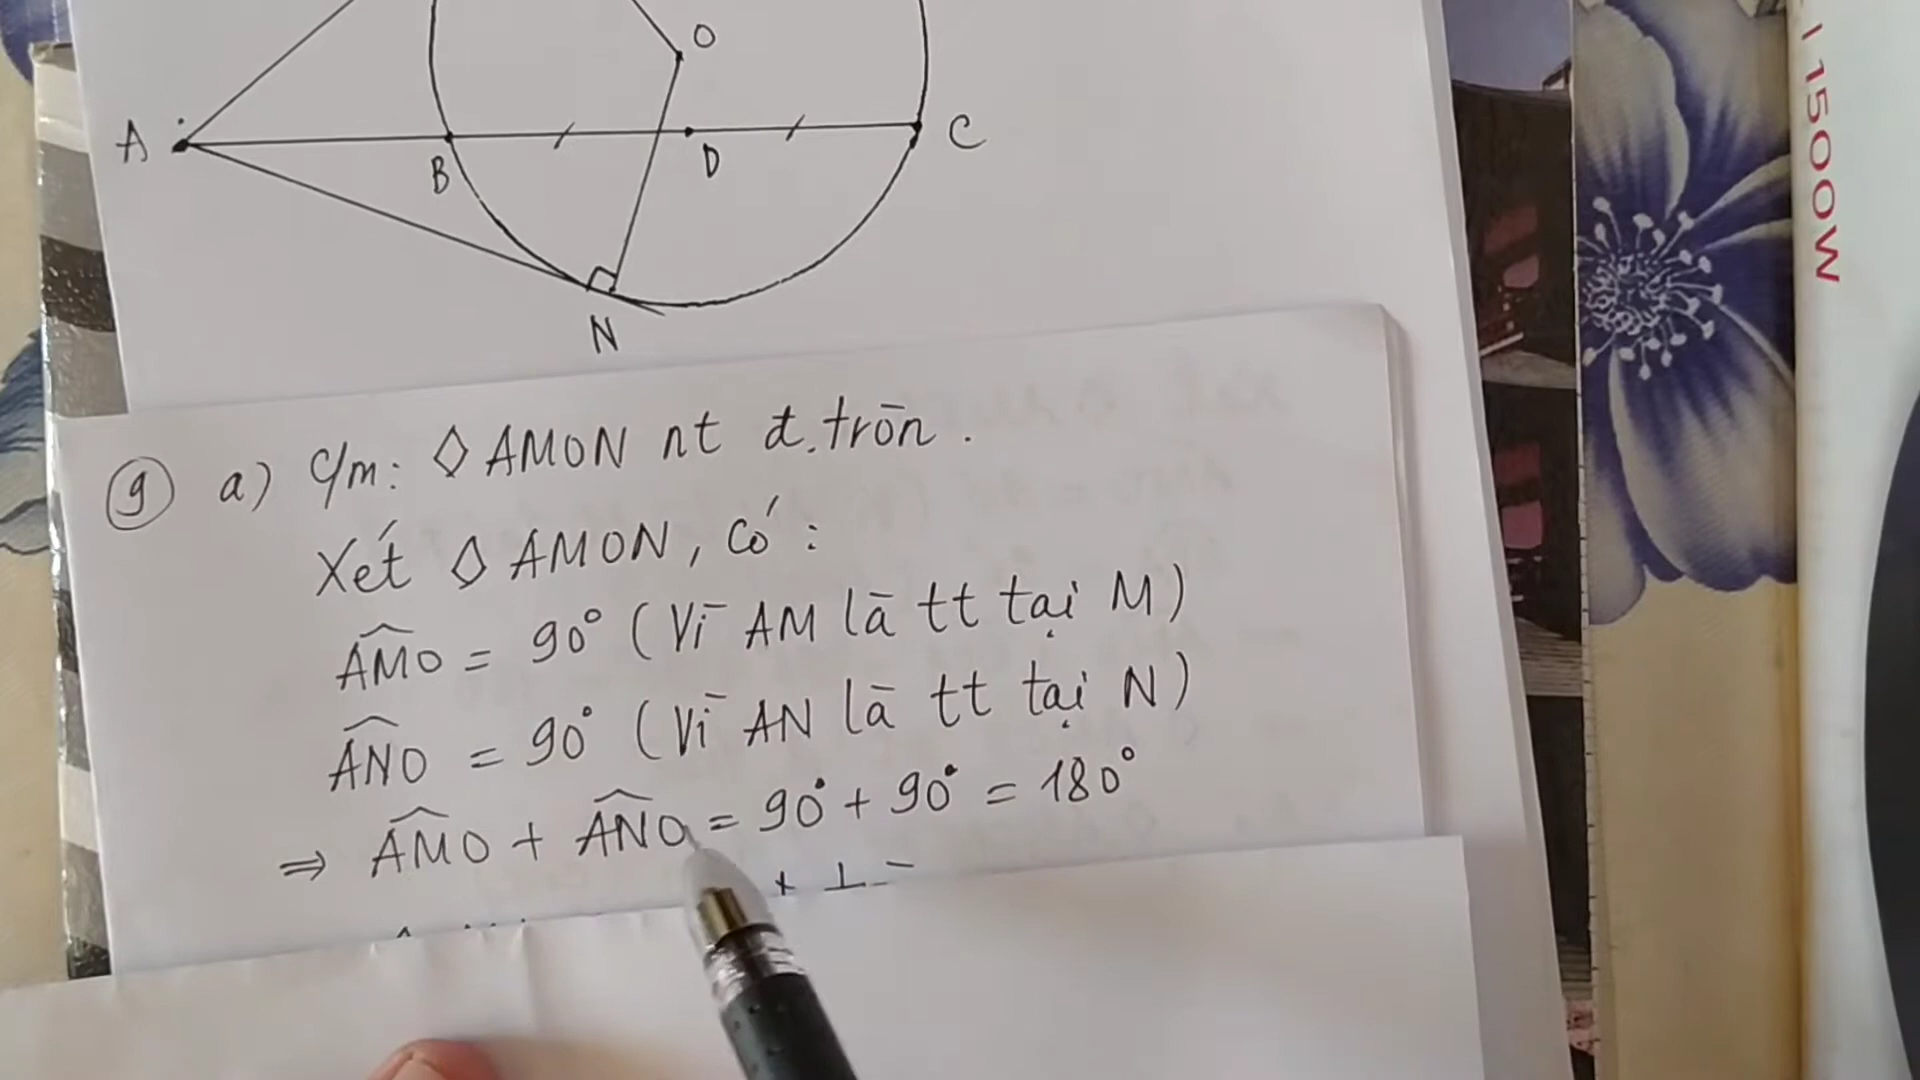 O
A
B
D
C
N
9 a) c/m: ◊ AMON nt đ.tròn.
Xét ◊ AMON, có:
AMO = 90° (Vì AM là tt tại M)
ANO = 90° (Vì AN là tt tại N)
⇒ AMO + ANO = 90° + 90° = 180°
1500W